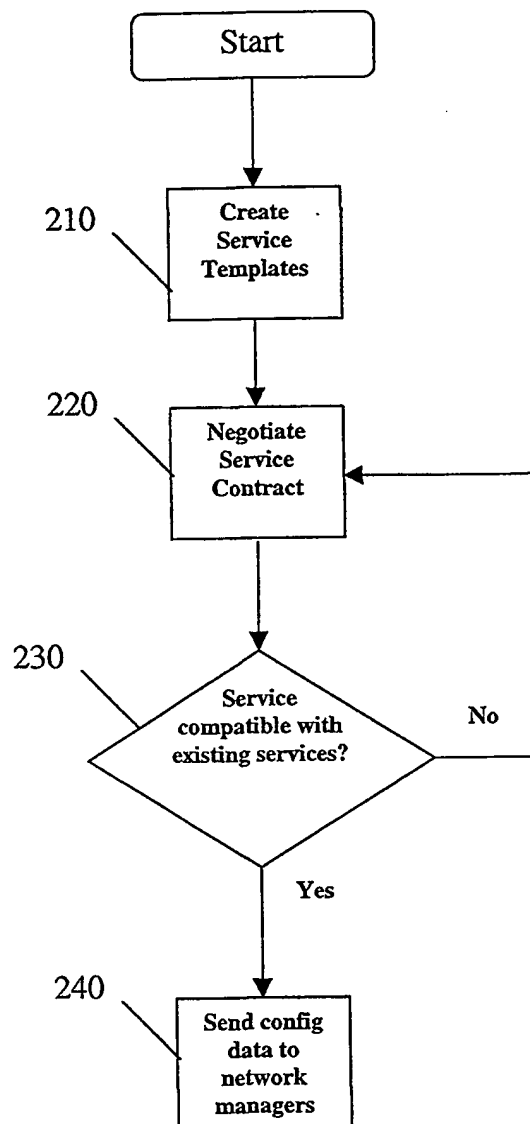 Start
210
Create
Service
Templates
220
Negotiate
Service
Contract
230
Service
compatible with
existing services?
No
Yes
240
Send config
data to
network
managers